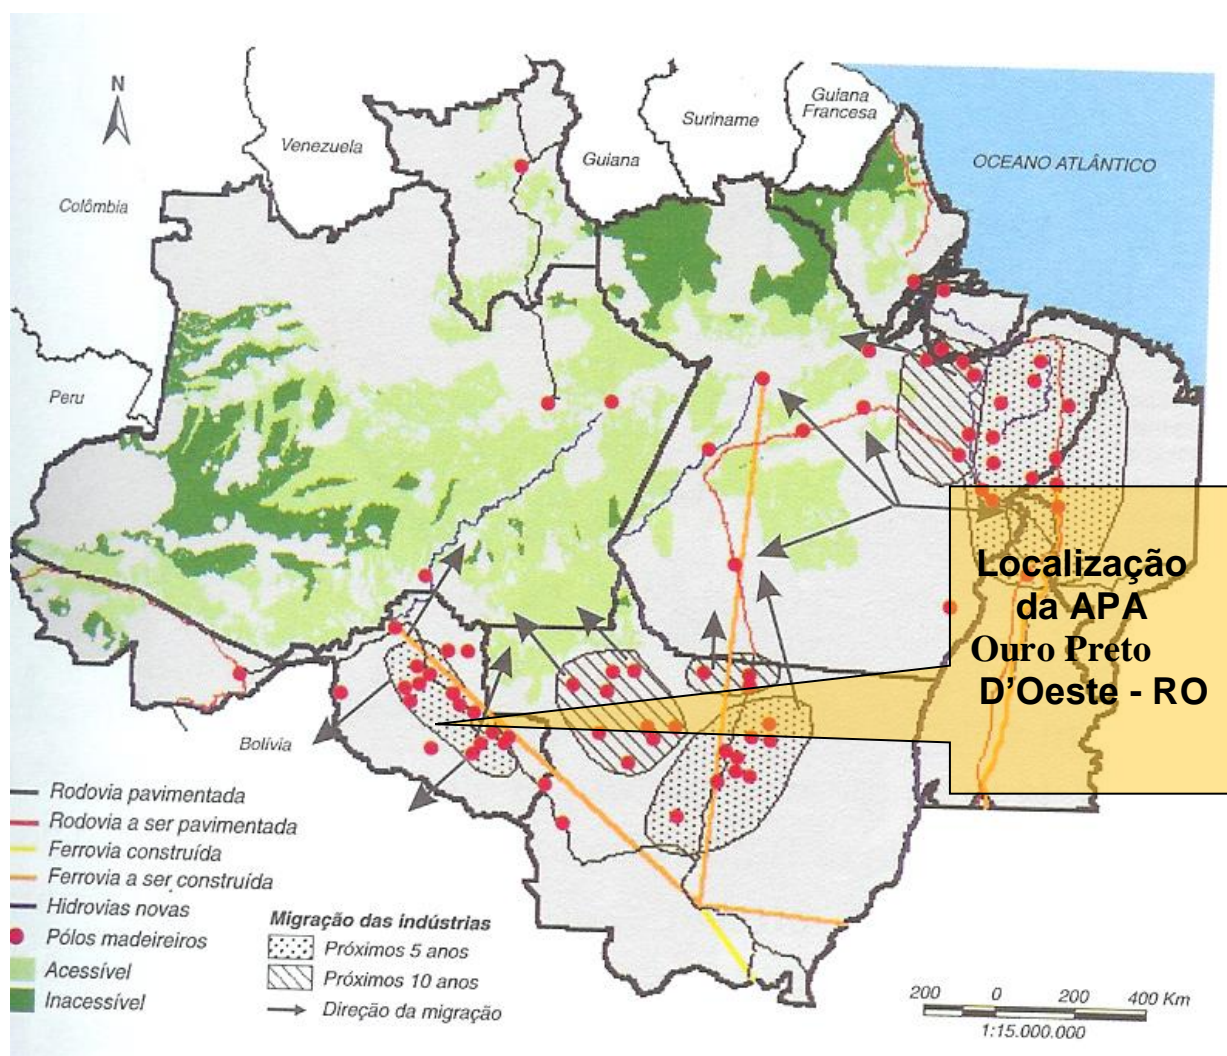 N
Venezuela
Colômbia
Peru
Guiana
Suriname
Guiana
Francesa
OCEANO ATLÂNTICO
Bolívia
Localização
da APA
Ouro Preto
D’Oeste - RO
Rodovia pavimentada
Rodovia a ser pavimentada
Ferrovia construída
Ferrovia a ser construída
Hidrovias novas
Pólos madeireiros
Acessível
Inacessível
Migração das indústrias
Próximos 5 anos
Próximos 10 anos
Direção da migração
200 0 200 400 Km
1:15.000.000